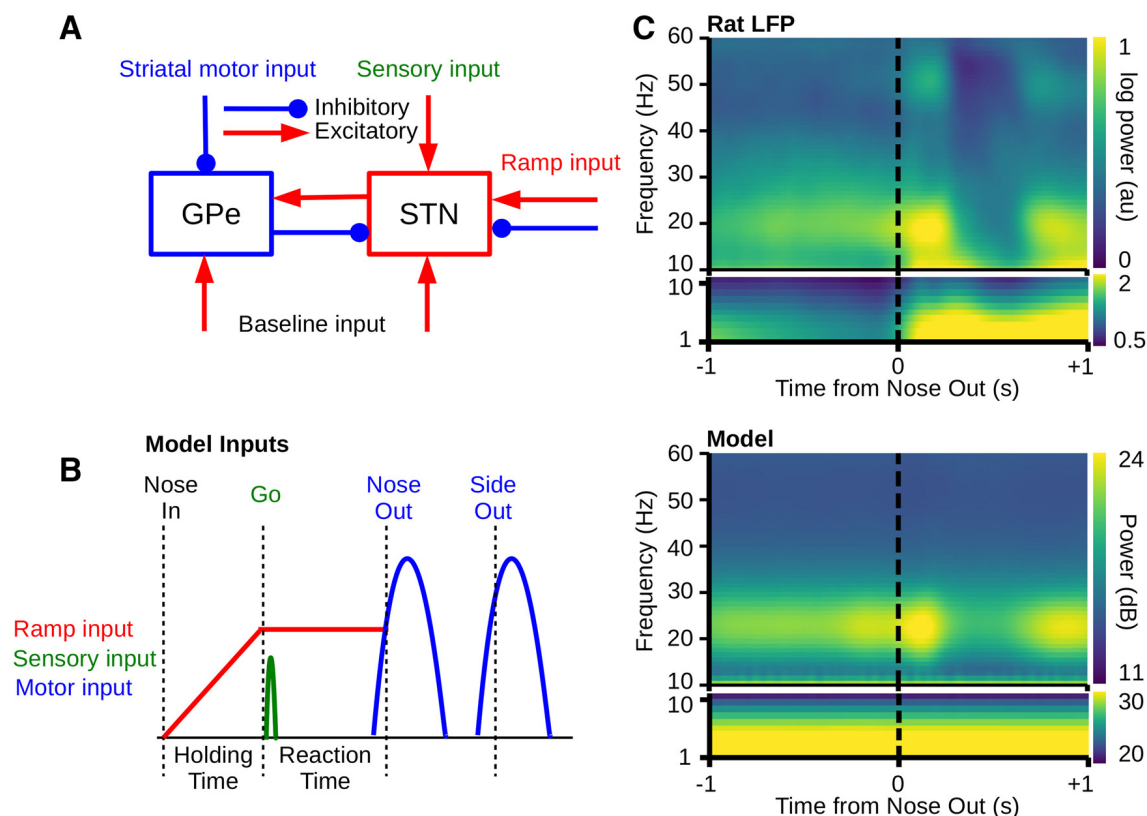 A
Striatal motor input
Sensory input
Inhibitory
Excitatory
Ramp input
GPe
STN
Baseline input
B
Model Inputs
Nose
In
Go
Nose
Out
Side
Out
Ramp input
Sensory input
Motor input
Holding
Time
Reaction
Time
C
Rat LFP
Frequency (Hz)
60
50
40
30
20
10
10
1
-1
0
+1
Time from Nose Out (s)
1
log power (au)
0
2
0.5
Model
Frequency (Hz)
60
50
40
30
20
10
10
1
-1
0
+1
Time from Nose Out (s)
24
Power (dB)
11
30
20